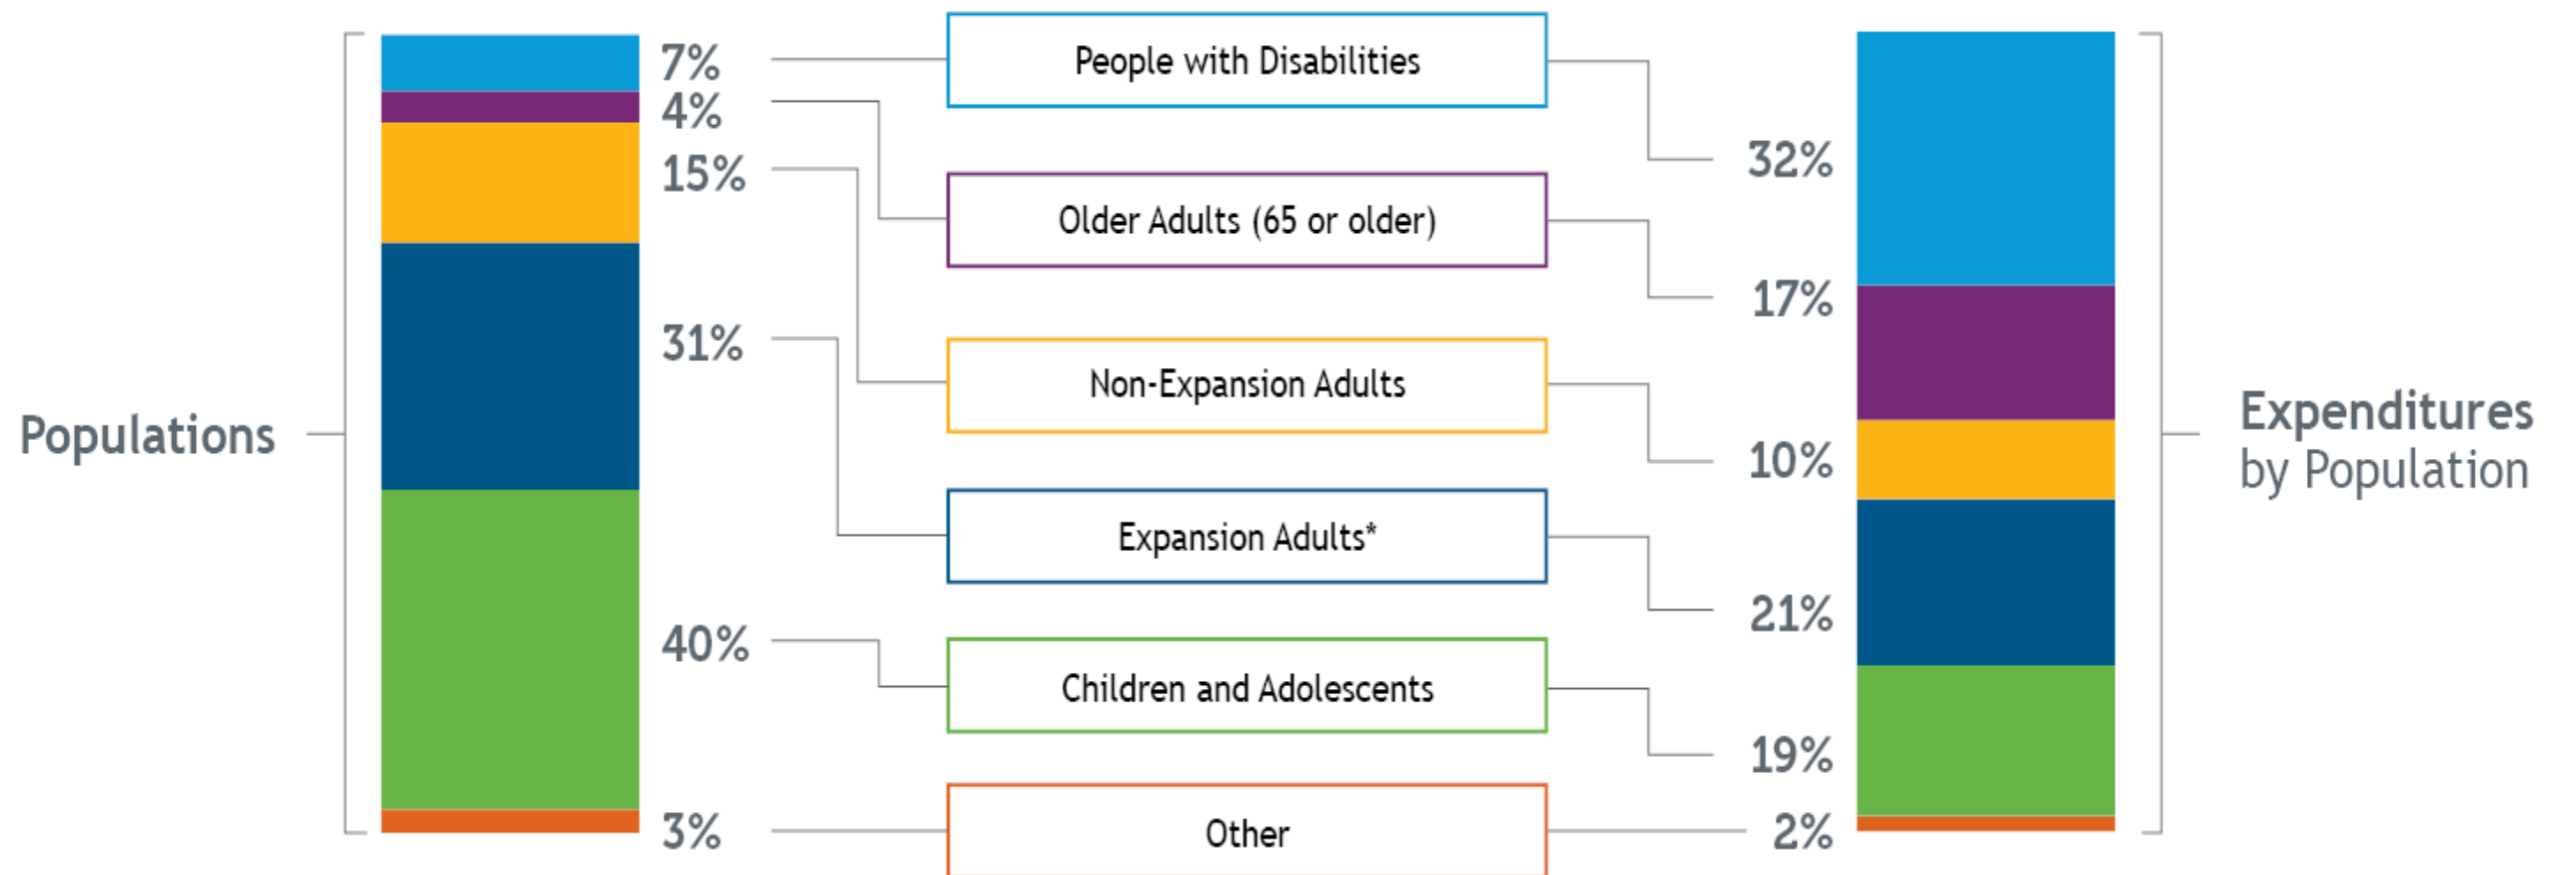 Populations
7%
4%
15%
31%
40%
3%
People with Disabilities
Older Adults (65 or older)
Non-Expansion Adults
Expansion Adults*
Children and Adolescents
Other
32%
17%
10%
21%
19%
2%
Expenditures
by Population